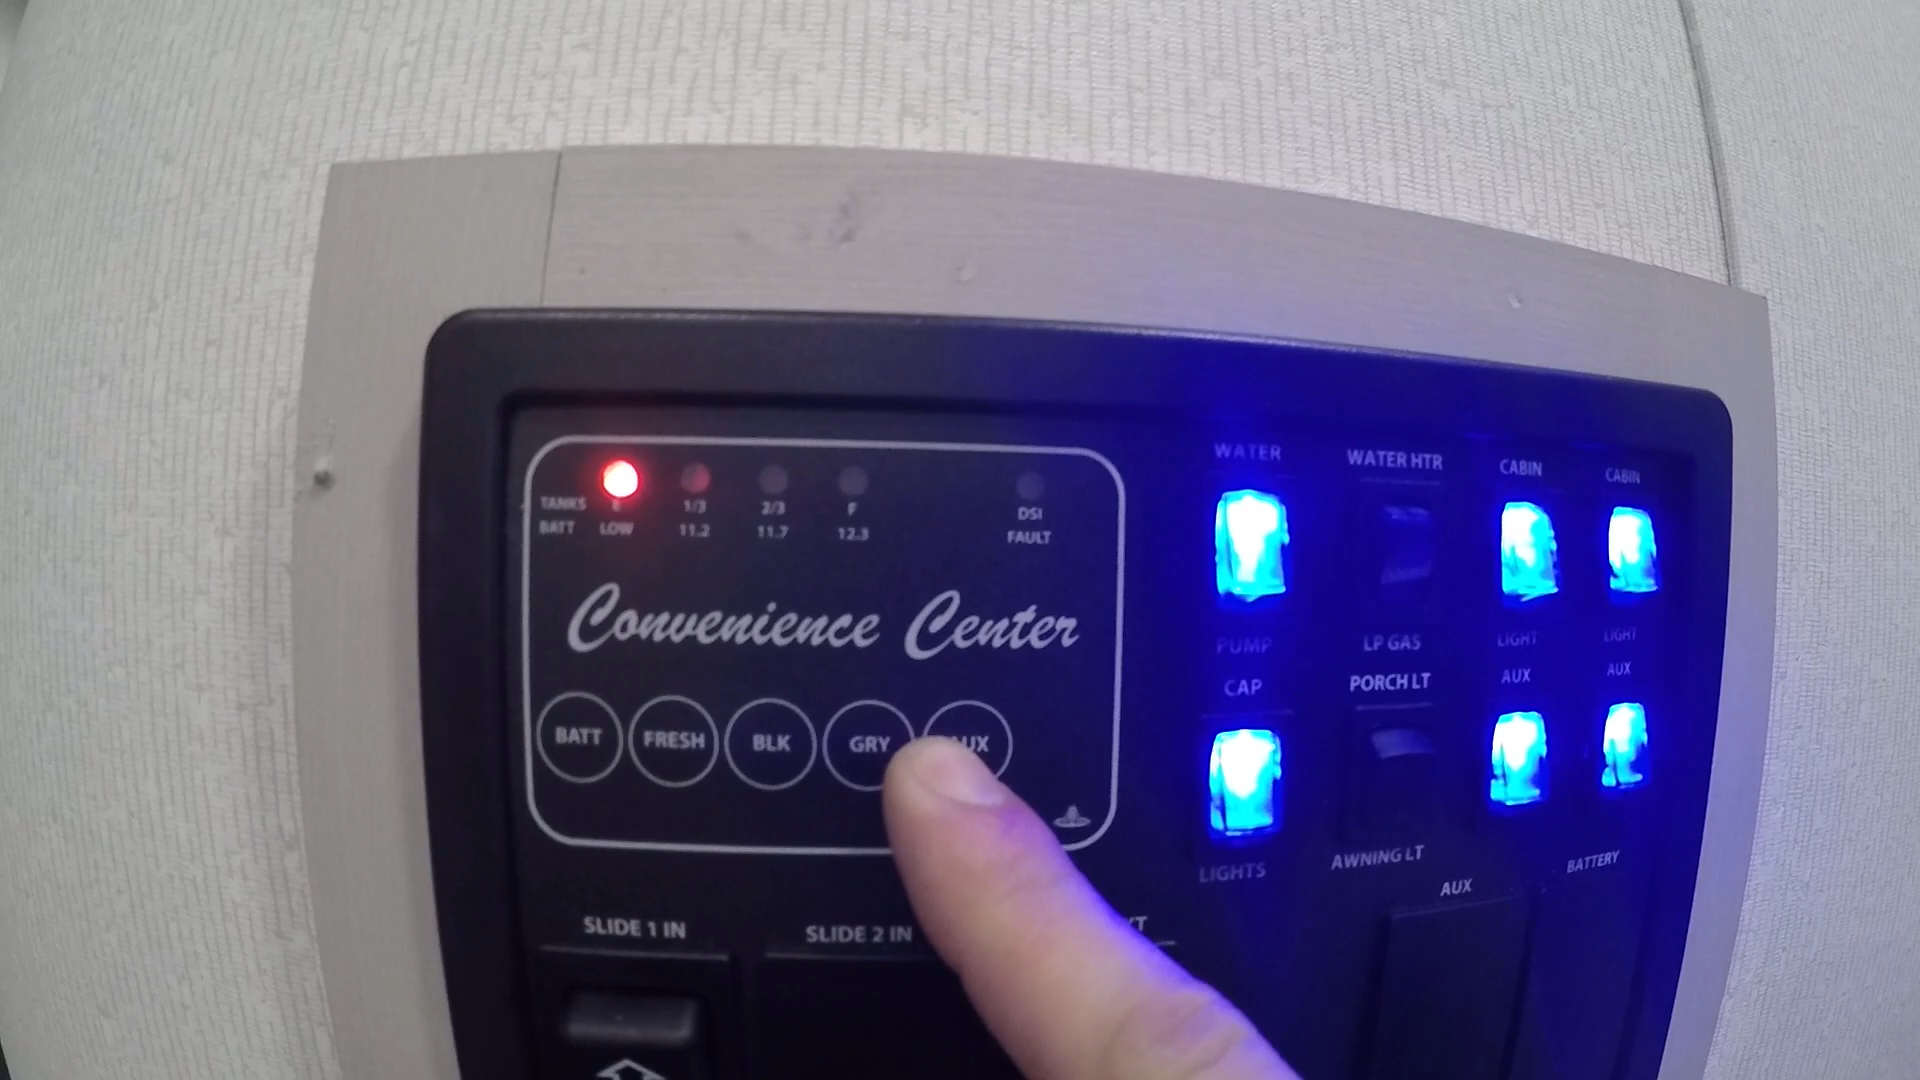 TANKS E 1/3 2/3 F DSI
BATT LOW 11.2 11.7 12.3 FAULT
Convenience Center
BATT FRESH BLK GRY
WATER WATER HTR CABIN CABIN
PUMP LP GAS LIGHT LIGHT
CAP PORCH LT AUX AUX
LIGHTS AWNING LT AUX BATTERY
SLIDE 1 IN SLIDE 2 IN